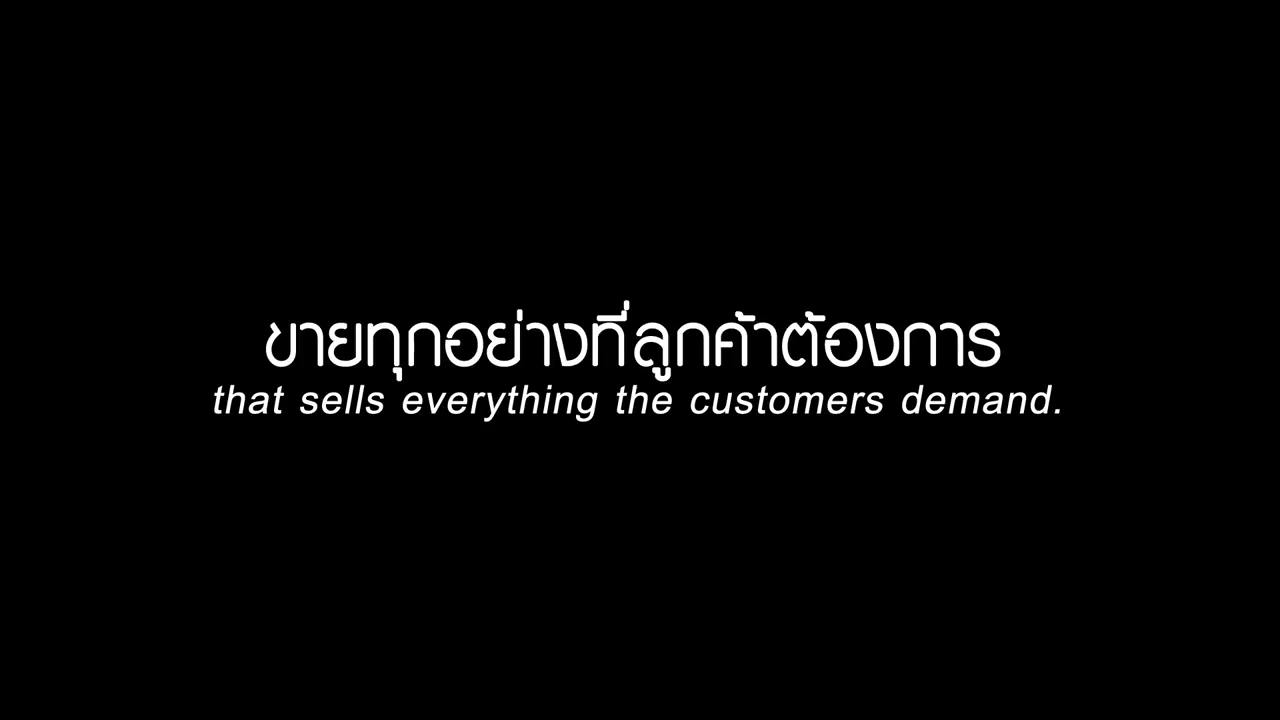 ขายทุกอย่างที่ลูกค้าต้องการ
that sells everything the customers demand.